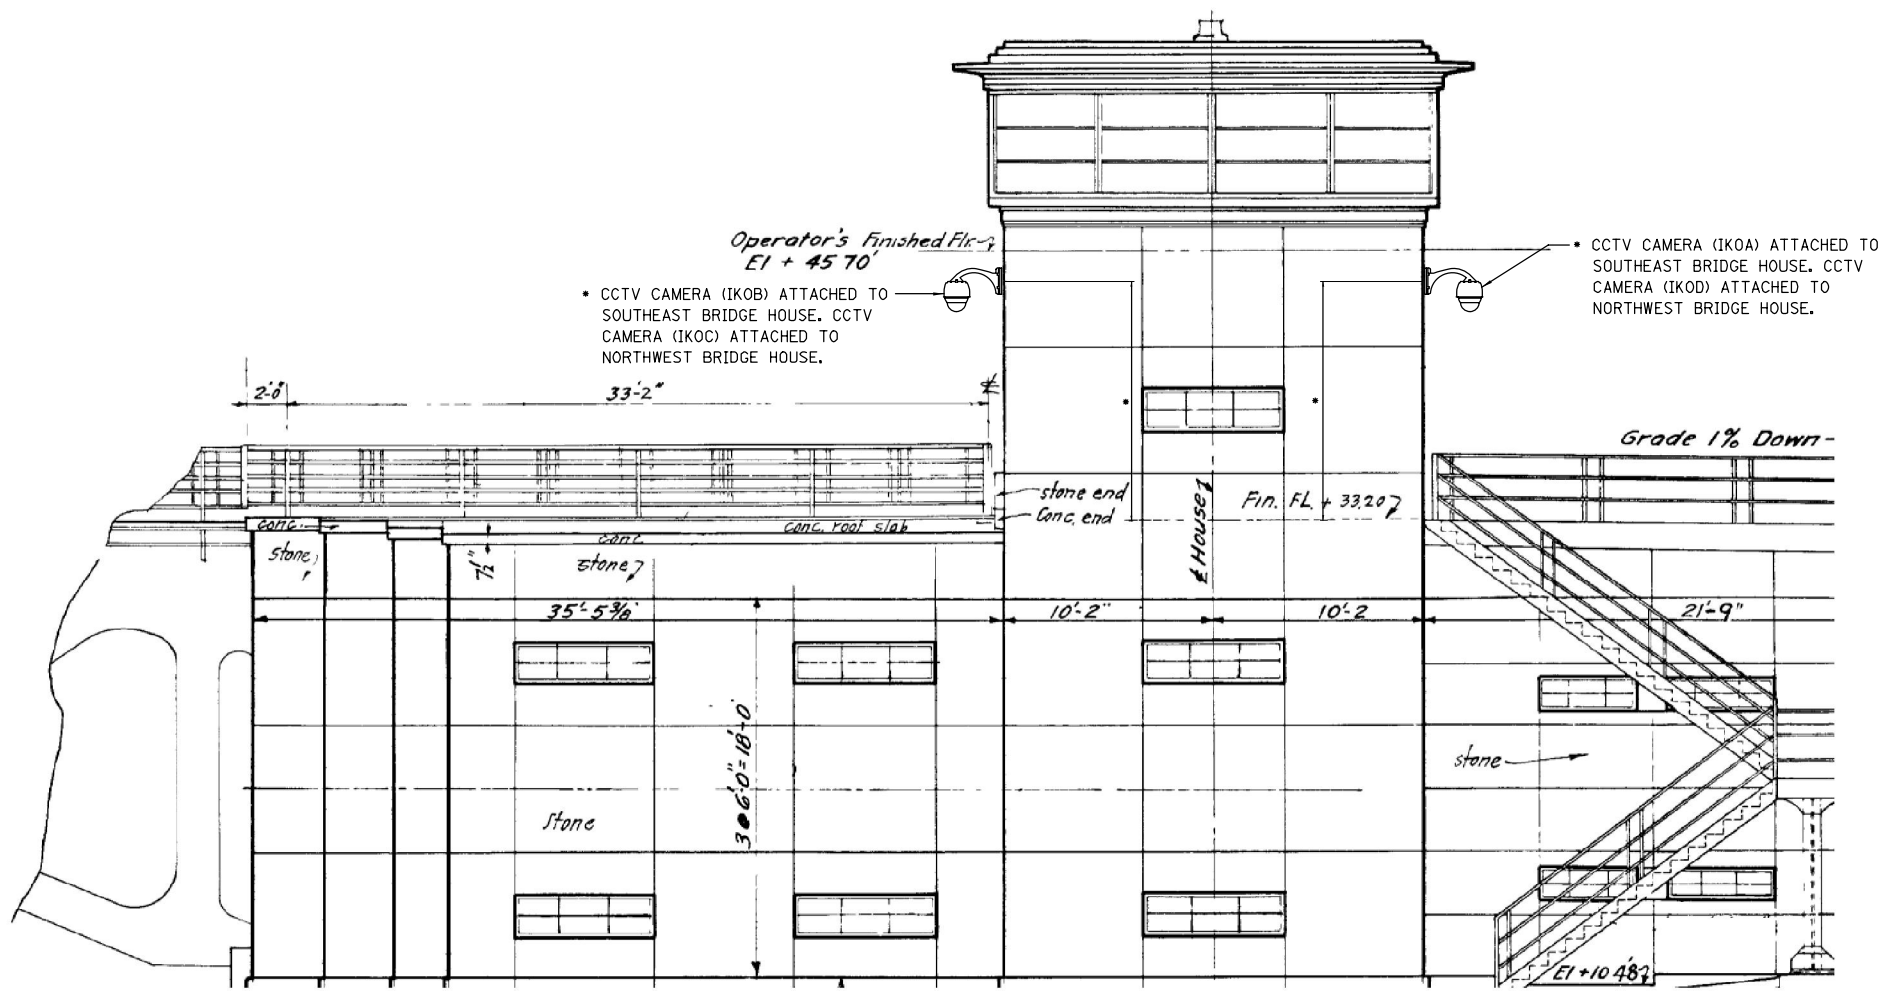 Operator's Finished Flr.
El + 45 70'
* CCTV CAMERA (IKOB) ATTACHED TO
SOUTHEAST BRIDGE HOUSE. CCTV
CAMERA (IKOC) ATTACHED TO
NORTHWEST BRIDGE HOUSE.
* CCTV CAMERA (IKOA) ATTACHED TO
SOUTHEAST BRIDGE HOUSE. CCTV
CAMERA (IKOD) ATTACHED TO
NORTHWEST BRIDGE HOUSE.
2'-0"
33'-2"
*
*
Grade 1% Down-
stone end
Conc. end
℄ House
Fin. FL. + 33.20
conc.
conc. roof slab
conc
stone
7½"
stone
35'-5⅜"
10'-2"
10'-2
21'-9"
3@6'-0"=18'-0"
stone
Stone
El +10 48'